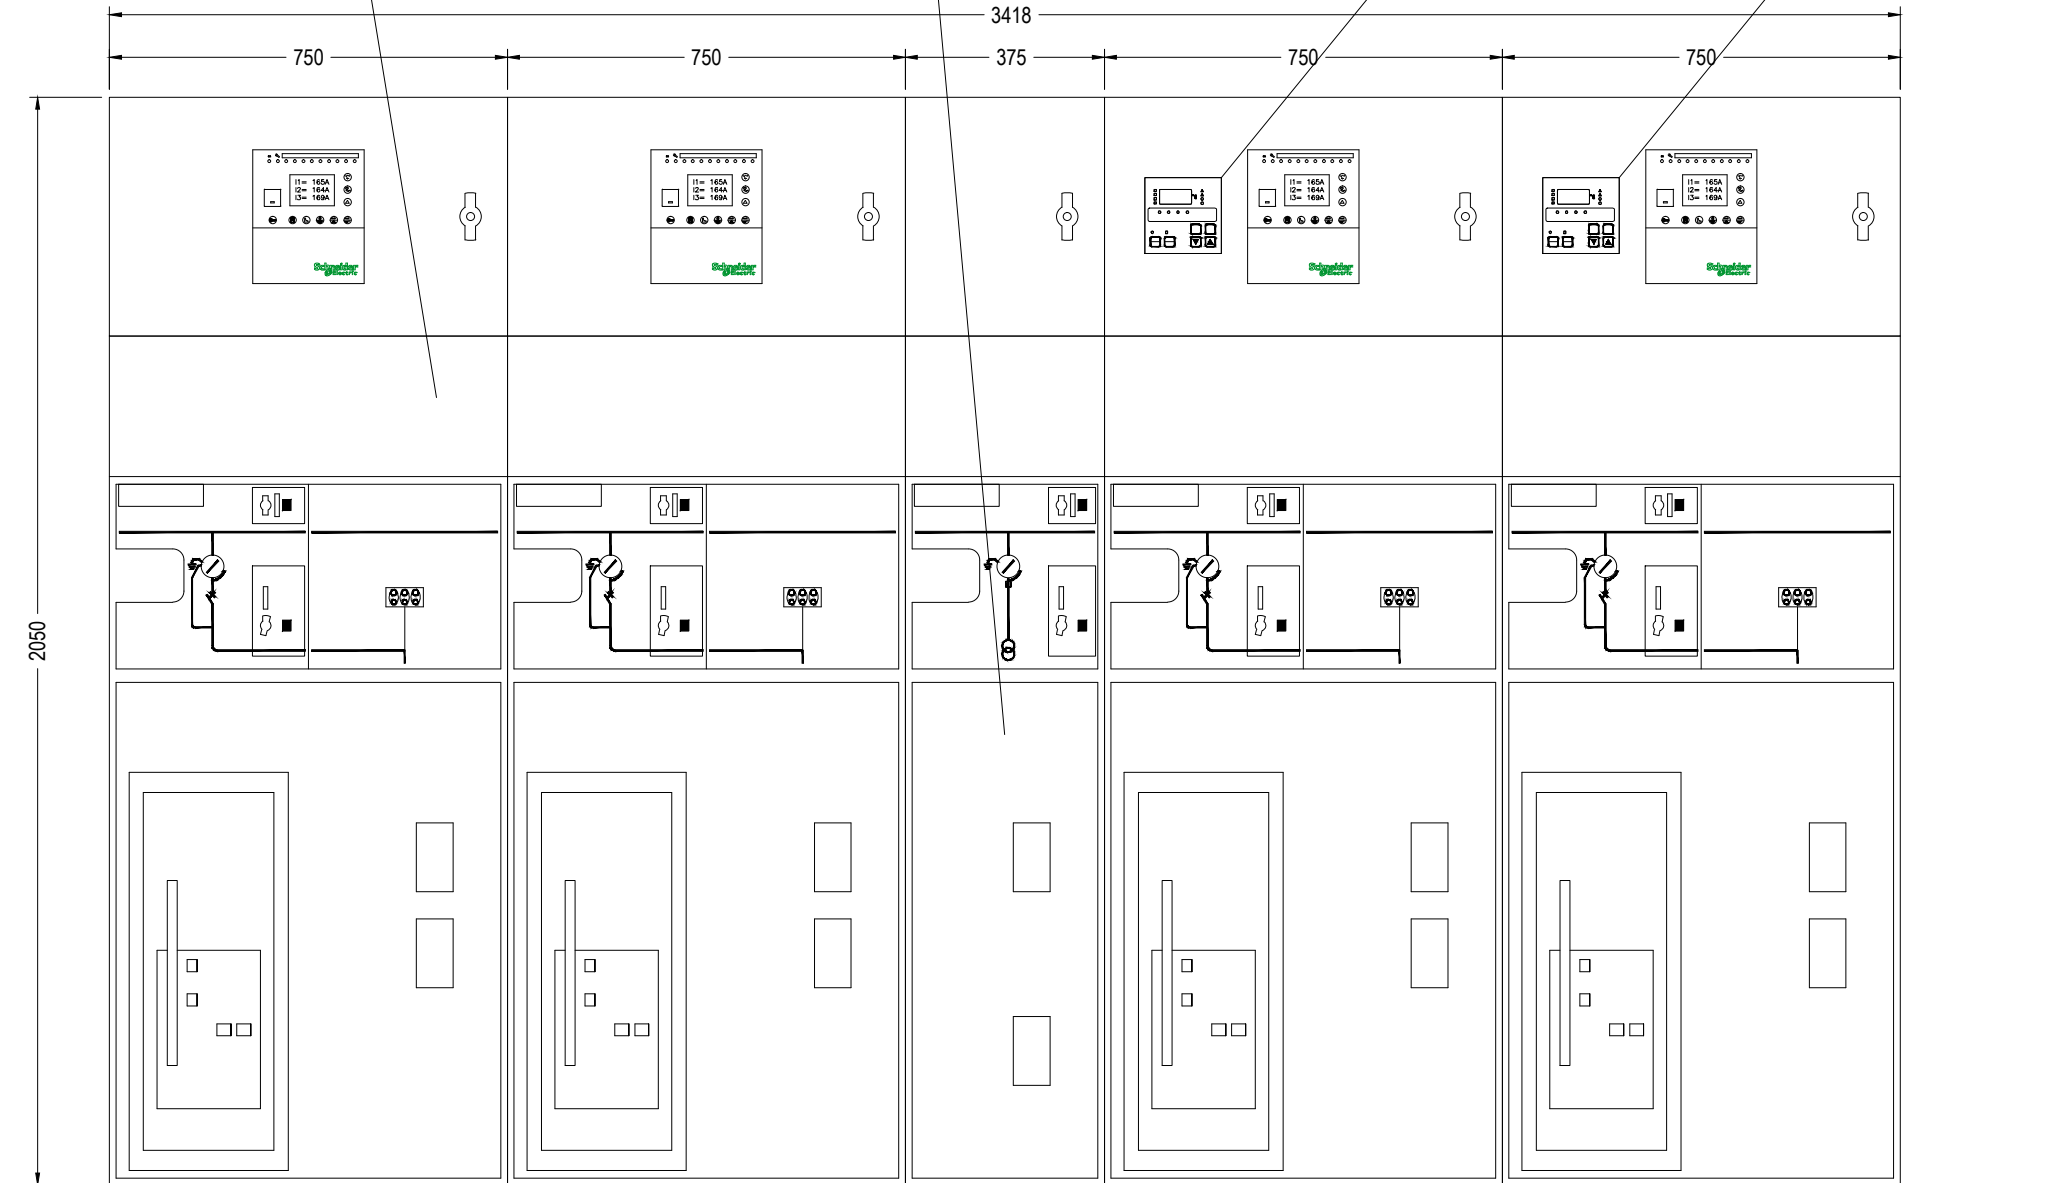 3418
750
750
375
750
750
I1= 165A
I2= 164A
I3= 169A
I1= 165A
I2= 164A
I3= 169A
I1= 165A
I2= 164A
I3= 169A
I1= 165A
I2= 164A
I3= 169A
Schneider
Electric
Schneider
Electric
Schneider
Electric
Schneider
Electric
2050